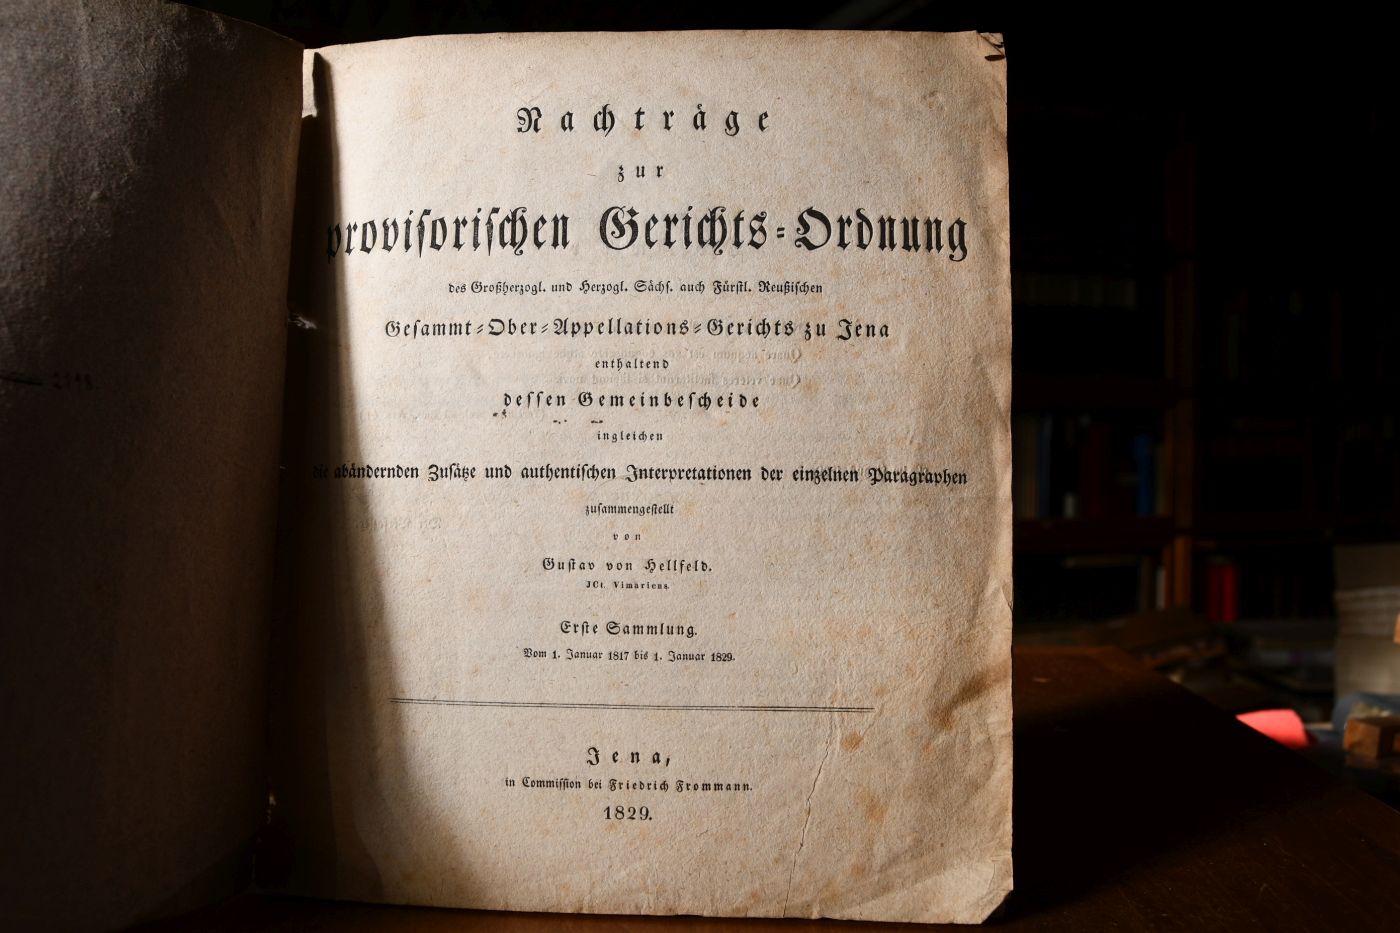 Nachträge
zur
provisorischen Gerichts=Ordnung
des Großherzogl. und Herzogl. Sächs. auch Fürstl. Reußischen
Gesammt=Ober=Appellations=Gerichts zu Jena
enthaltend
dessen Gemeinbescheide
ingleichen
die abändernden Zusätze und authentischen Interpretationen der einzelnen Paragraphen
zusammengestellt
von
Gustav von Hellfeld.
JCt. Vimariens.
Erste Sammlung.
Vom 1. Januar 1817 bis 1. Januar 1829.
Jena,
in Commission bei Friedrich Frommann.
1829.